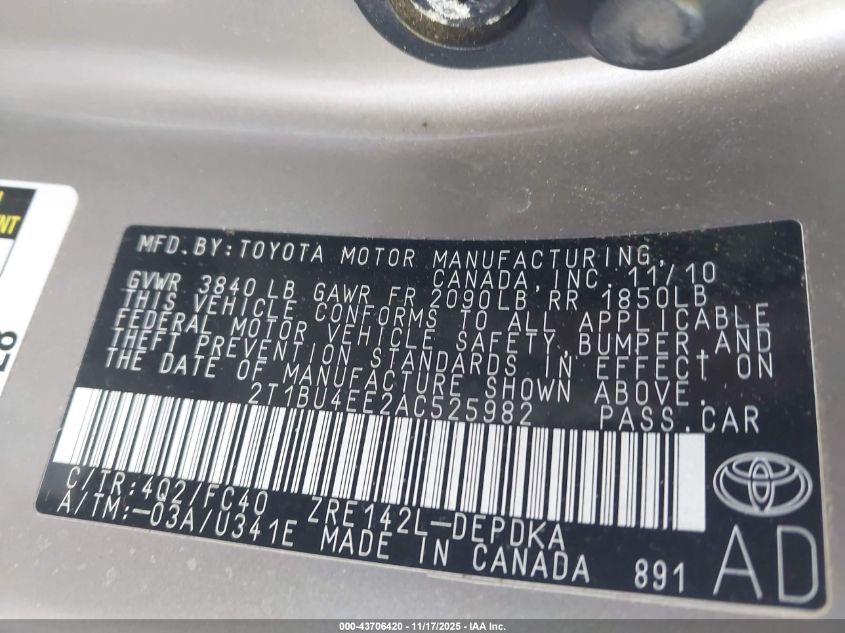 NT
MFD.BY:TOYOTA MOTOR MANUFACTURING,
CANADA,INC. 11/10
GVWR 3840 LB GAWR FR 2090LB RR 1850LB
THIS VEHICLE CONFORMS TO ALL APPLICABLE
FEDERAL MOTOR VEHICLE SAFETY,BUMPER,AND
THEFT PREVENTION STANDARDS IN EFFECT ON
THE DATE OF MANUFACTURE SHOWN ABOVE.
2T1BU4EE2AC525982 PASS.CAR
C/TR:4Q2/FC40 ZRE142L-DEPDKA
A/TM:-03A/U341E MADE IN CANADA 891
AD
000-43706420 - 11/17/2025 - IAA Inc.